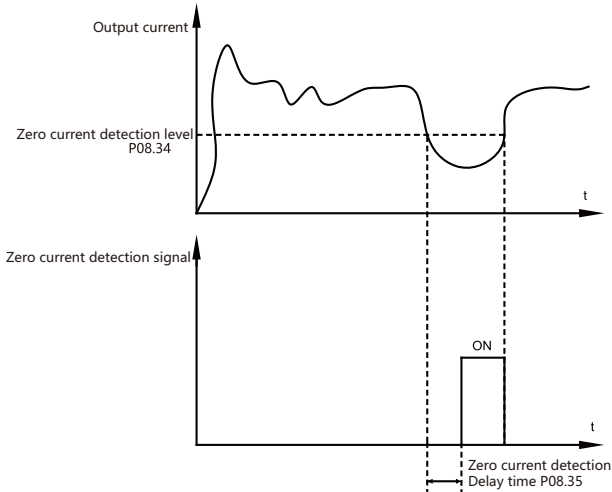 Output current
Zero current detection level
P08.34
t
Zero current detection signal
ON
t
Zero current detection
Delay time P08.35